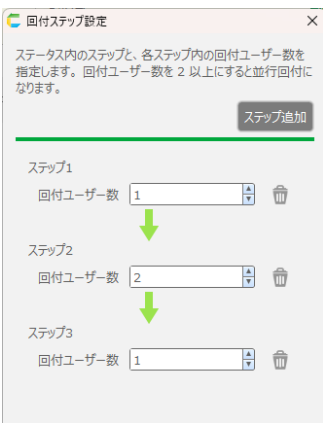 回付ステップ設定
ステータス内のステップと、各ステップ内の回付ユーザー数を
指定します。回付ユーザー数を 2 以上にすると並行回付に
なります。
ステップ追加
ステップ1
回付ユーザー数 1
ステップ2
回付ユーザー数 2
ステップ3
回付ユーザー数 1